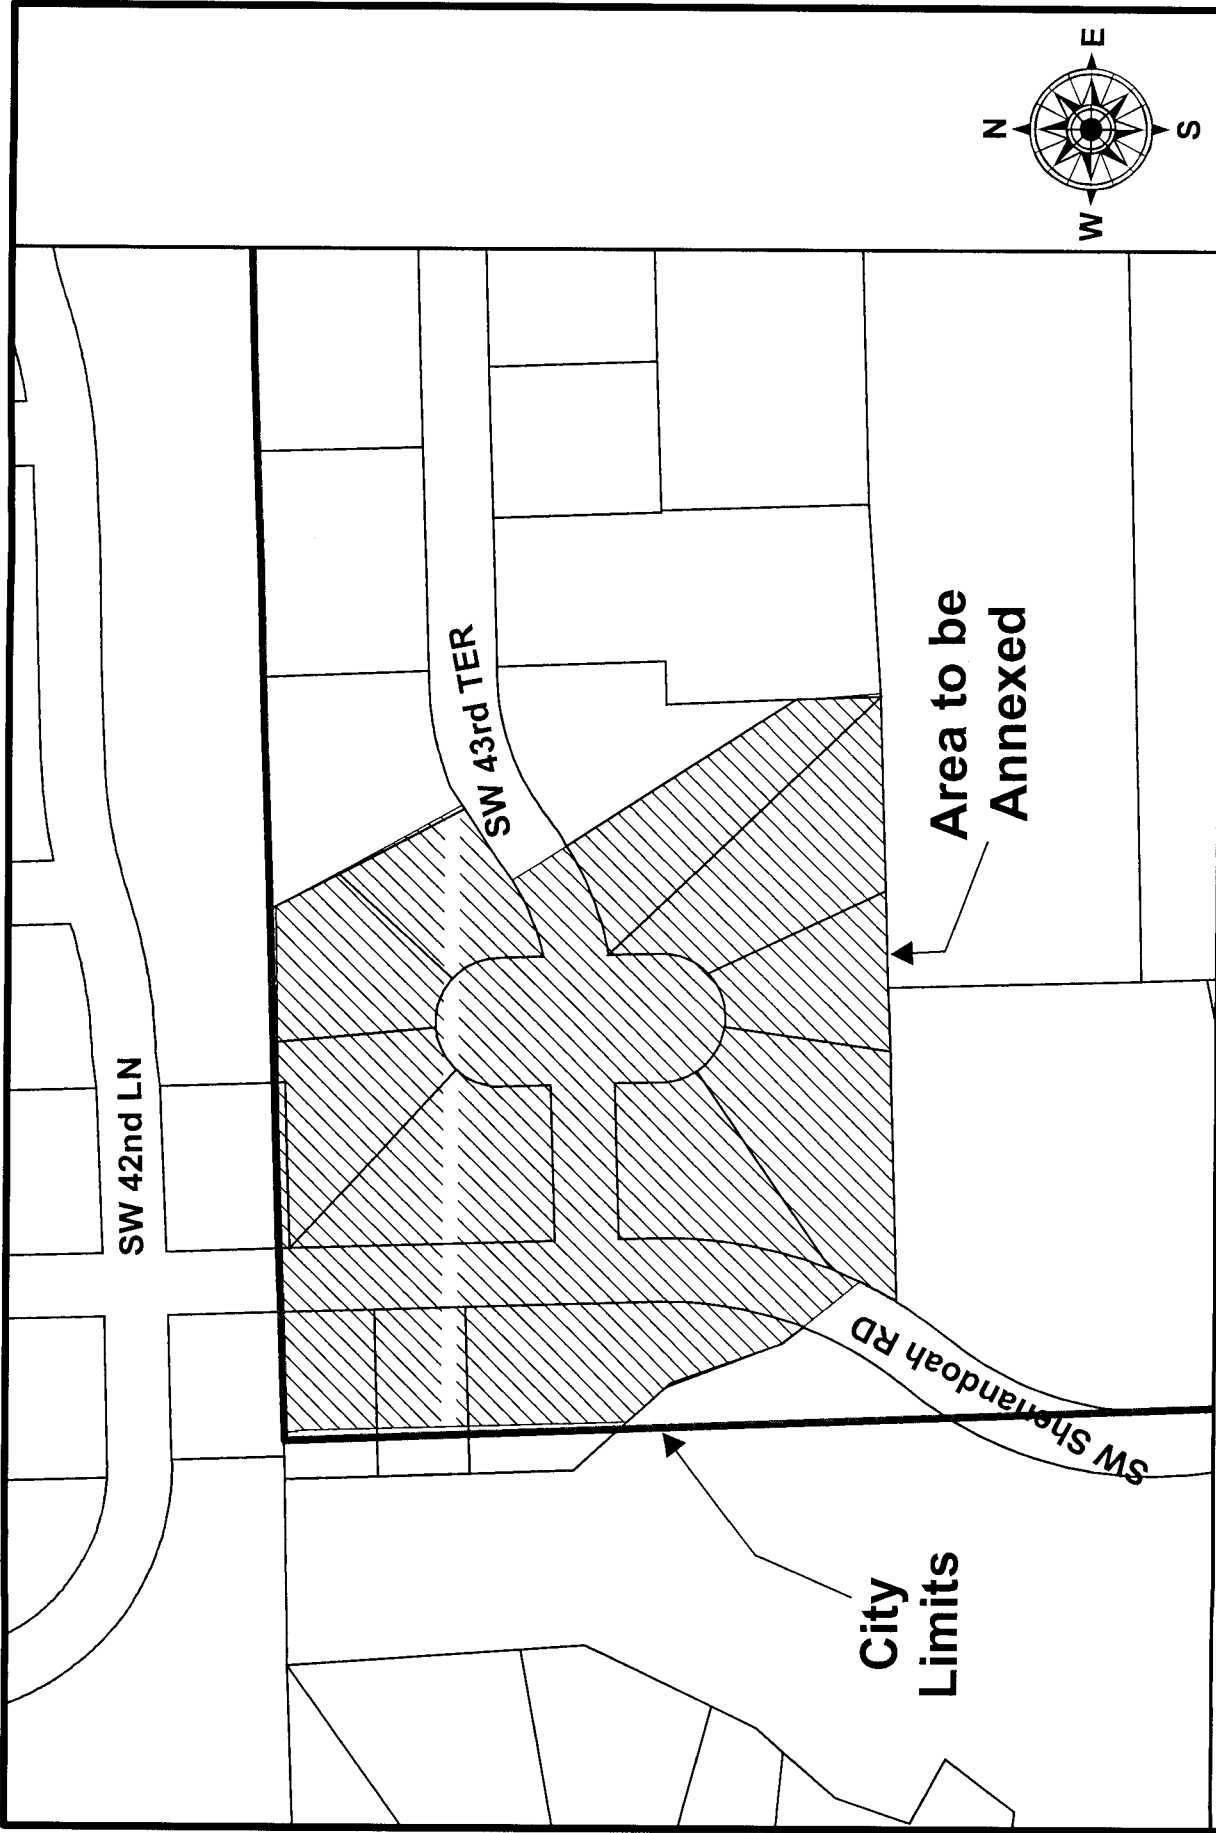 SW 42nd LN
SW 43rd TER
SW Shenandoah RD
Area to be
Annexed
City
Limits
N
W
E
S